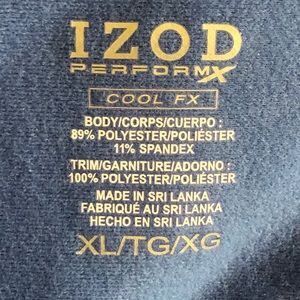 IZOD
PERFORMX
COOL FX
BODY/CORPS/CUERPO :
89% POLYESTER/POLIÉSTER
11% SPANDEX
TRIM/GARNITURE/ADORNO :
100% POLYESTER/POLIÉSTER
MADE IN SRI LANKA
FABRIQUÉ AU SRI LANKA
HECHO EN SRI LANKA
XL/TG/XG